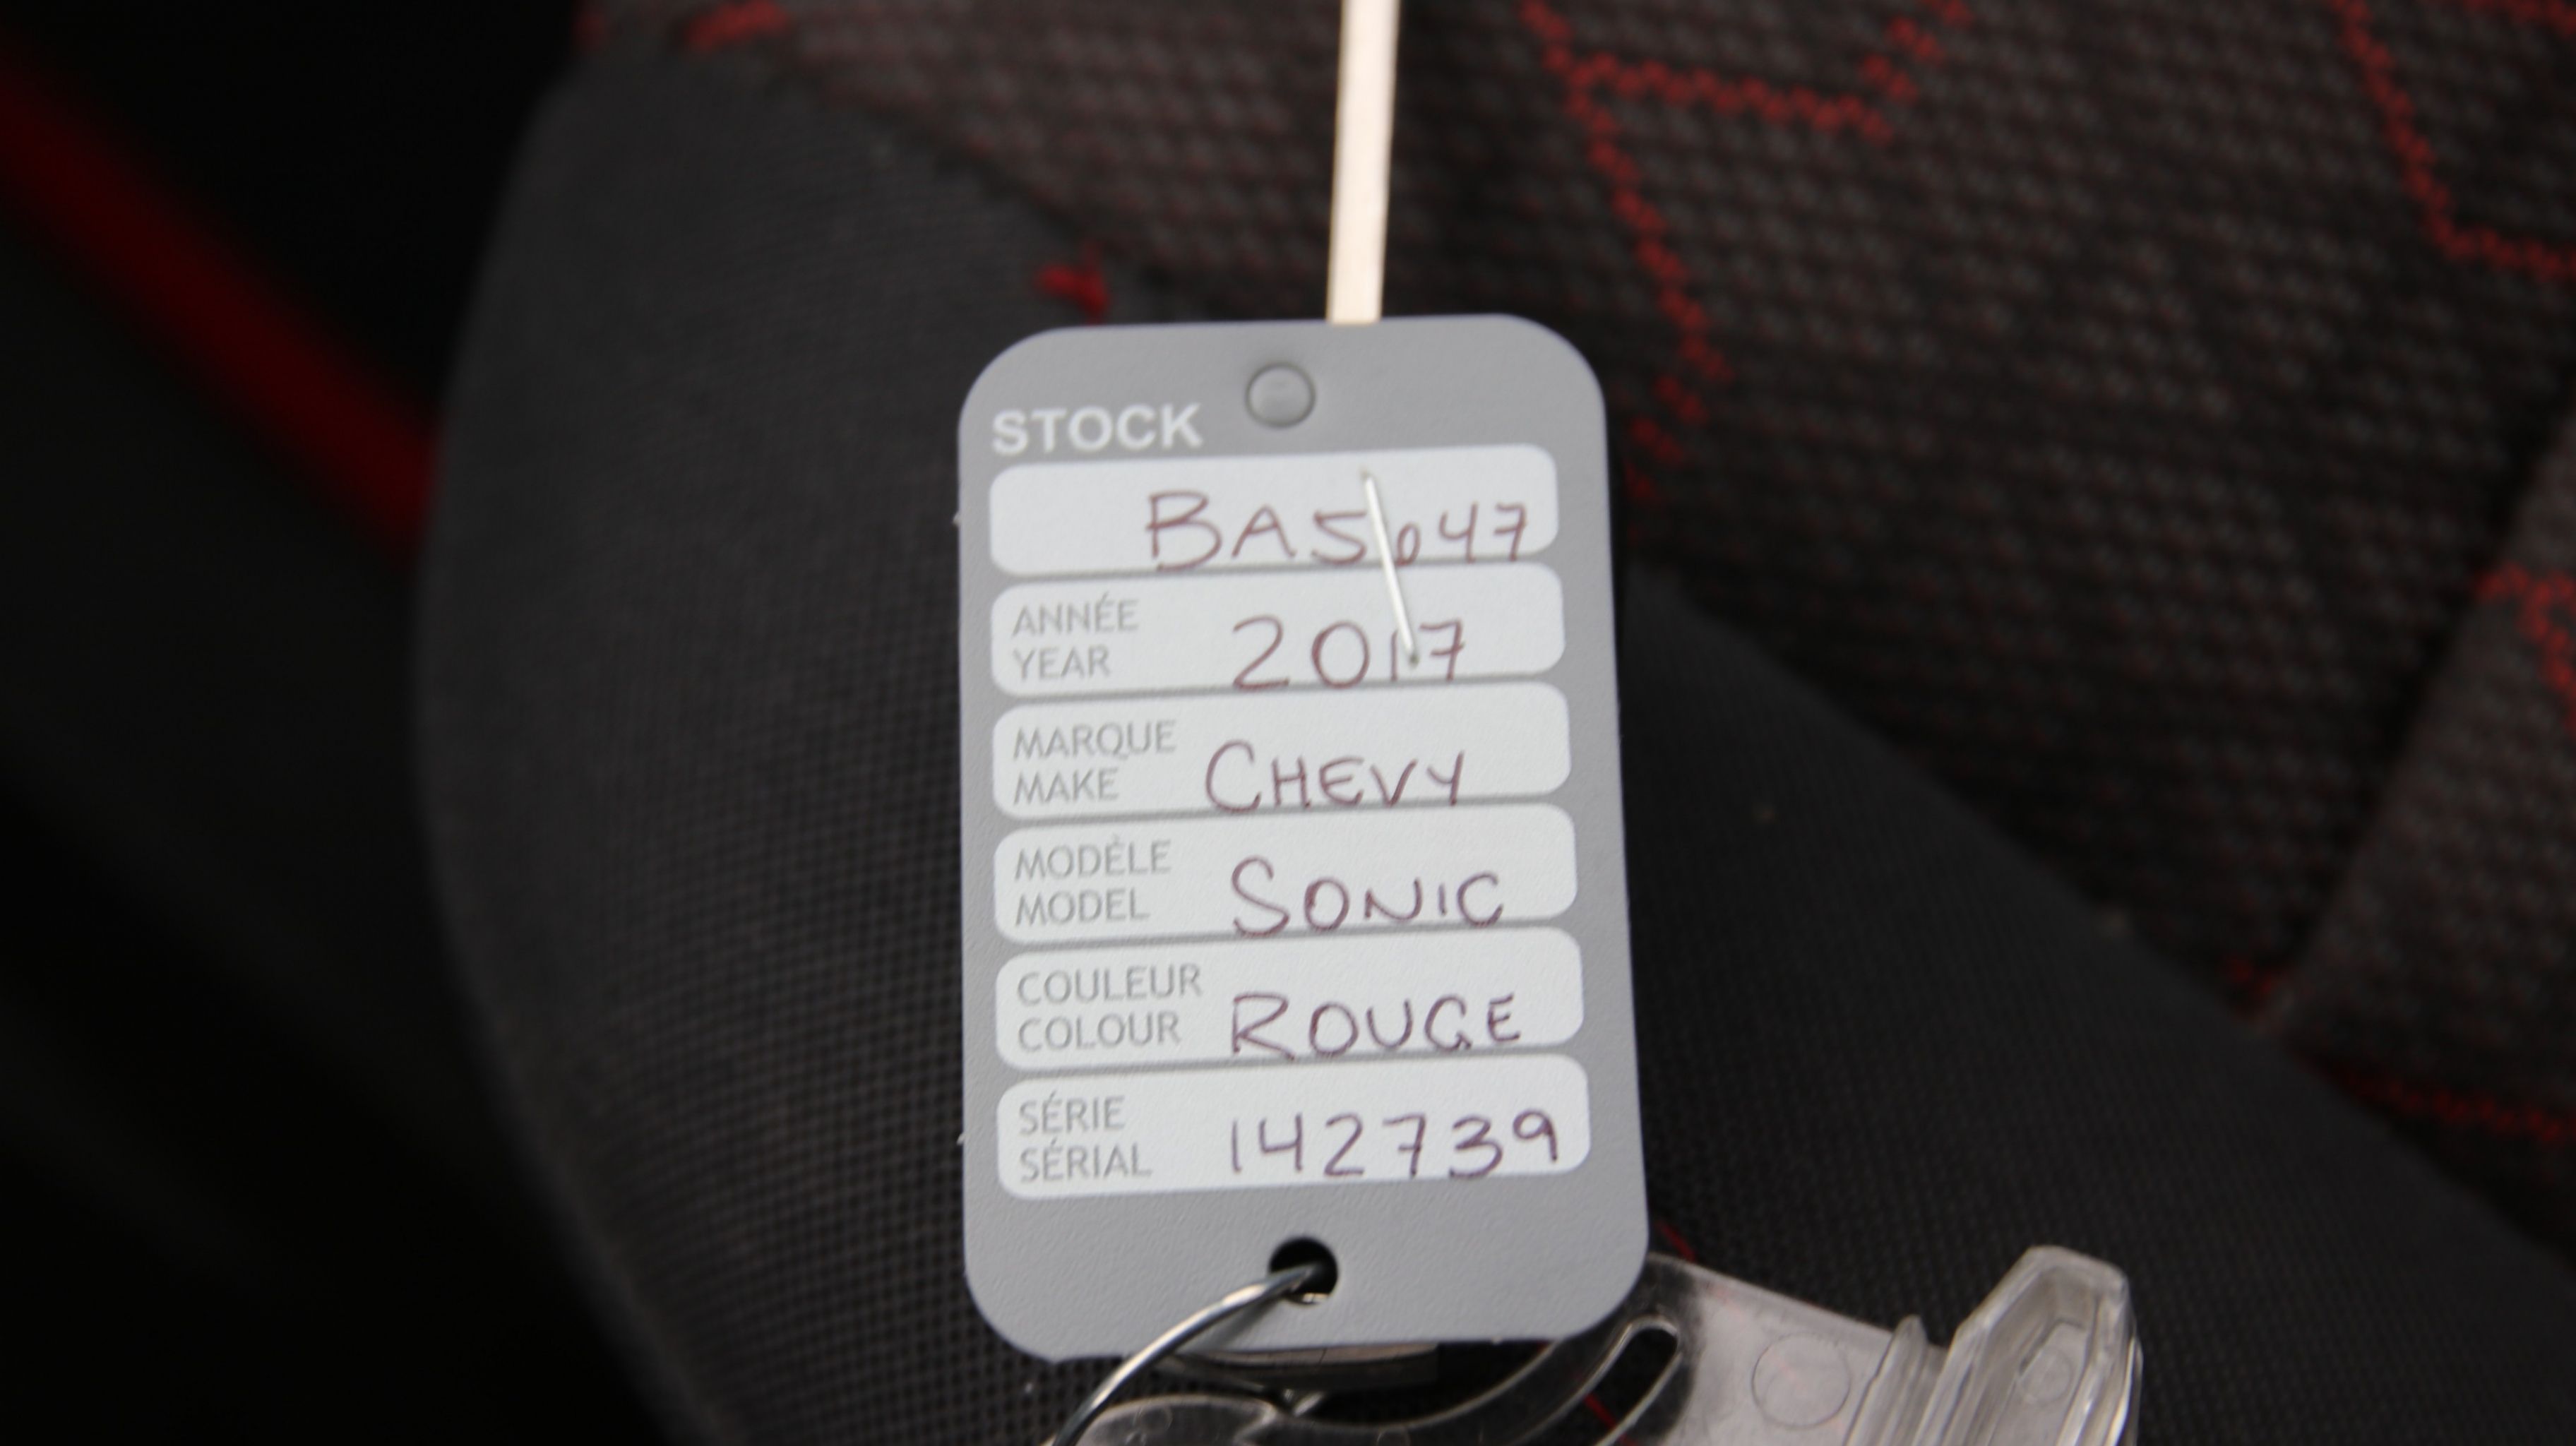 STOCK
BA5047
ANNÉE
YEAR 2017
MARQUE
MAKE CHEVY
MODÈLE
MODEL SONIC
COULEUR
COLOUR ROUGE
SÉRIE
SÉRIAL 142739